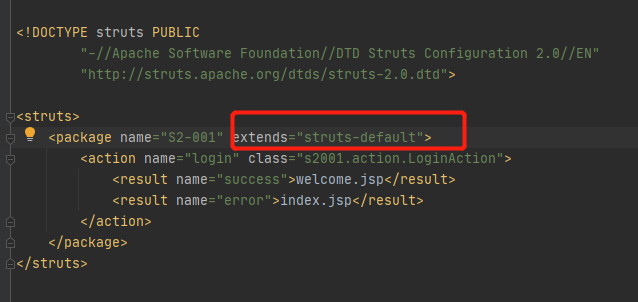 <!DOCTYPE struts PUBLIC
"-//Apache Software Foundation//DTD Struts Configuration 2.0//EN"
"http://struts.apache.org/dtds/struts-2.0.dtd">
<struts>
<package name="S2-001" extends="struts-default">
<action name="login" class="s2001.action.LoginAction">
<result name="success">welcome.jsp</result>
<result name="error">index.jsp</result>
</action>
</package>
</struts>